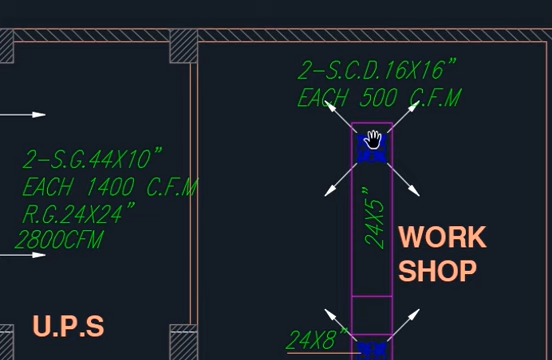 2-S.C.D.16X16"
EACH 500 C.F.M
2-S.G.44X10"
EACH 1400 C.F.M
R.G.24X24"
2800CFM
24X5"
WORK
SHOP
U.P.S
24X8"